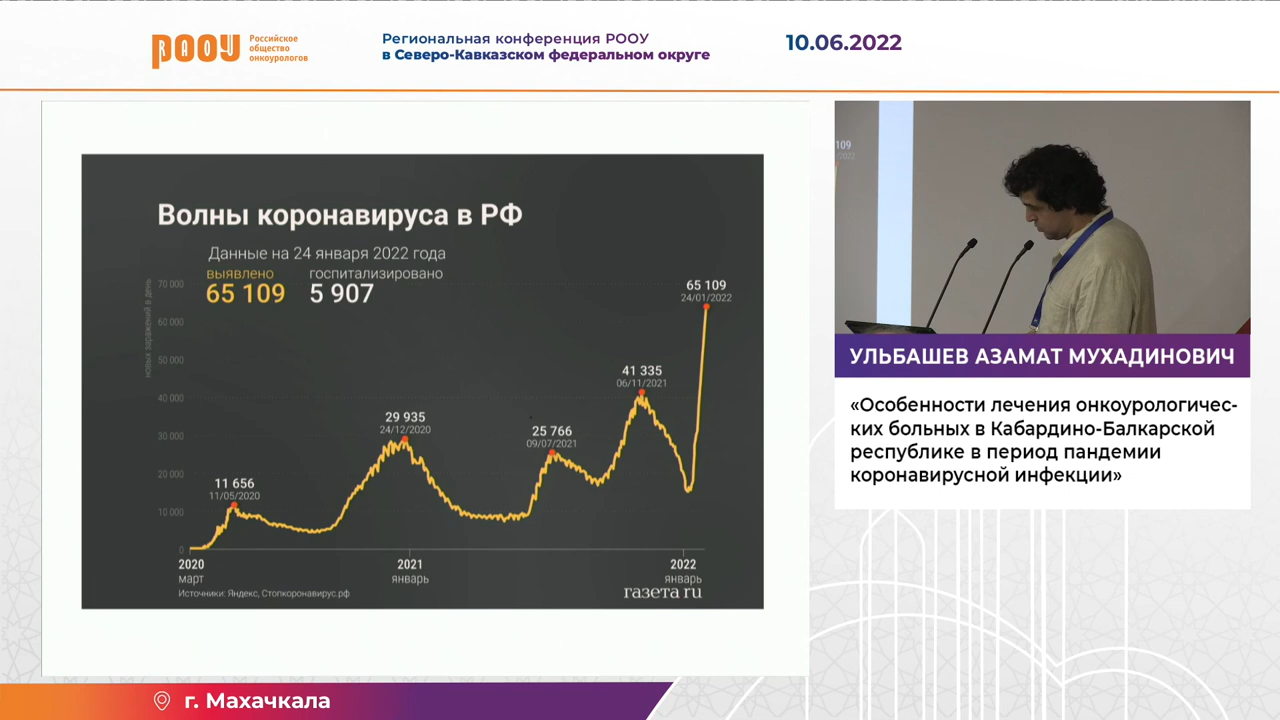 РООУ
Российское
общество
онкоурологов
Региональная конференция РООУ
в Северо-Кавказском федеральном округе
10.06.2022
Волны коронавируса в РФ
Данные на 24 января 2022 года
выявлено
65 109
госпитализировано
5 907
новых заражений в день
70 000
60 000
50 000
40 000
30 000
20 000
10 000
0
11 656
11/05/2020
29 935
24/12/2020
25 766
09/07/2021
41 335
06/11/2021
65 109
24/01/2022
2020
март
2021
январь
2022
январь
Источники: Яндекс, Стопкоронавирус.рф
газета ru
109
/2022
УЛЬБАШЕВ АЗАМАТ МУХАДИНОВИЧ
«Особенности лечения онкоурологичес-
ких больных в Кабардино-Балкарской
республике в период пандемии
коронавирусной инфекции»
г. Махачкала